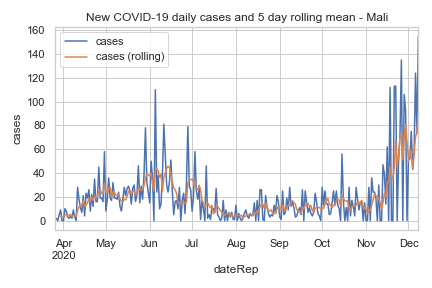 New COVID-19 daily cases and 5 day rolling mean - Mali
cases
cases (rolling)
160
140
120
100
80
60
40
20
0
cases
Apr May Jun Jul Aug Sep Oct Nov Dec
2020
dateRep